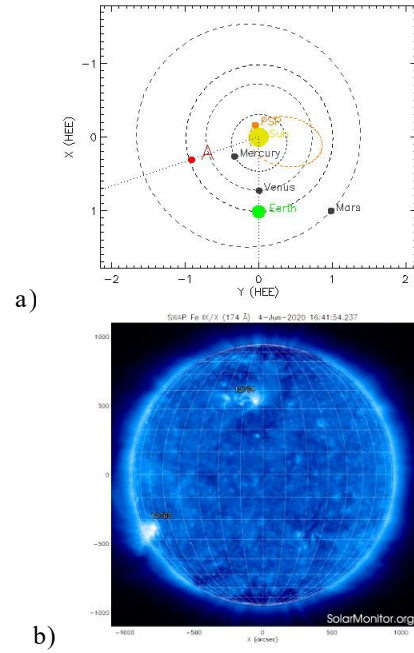 -1
0
1
X (HEE)
PSP
Sun
A
Mercury
Venus
Earth
Mars
-2 -1 0 1 2
Y (HEE)
a)
SWAP Fe IX/X (174 Å) 4-Jun-2020 16:41:54.237
1000
500
0
-500
-1000
SolarMonitor.org
-1000 -500 0 500 1000
X (arcsec)
b)